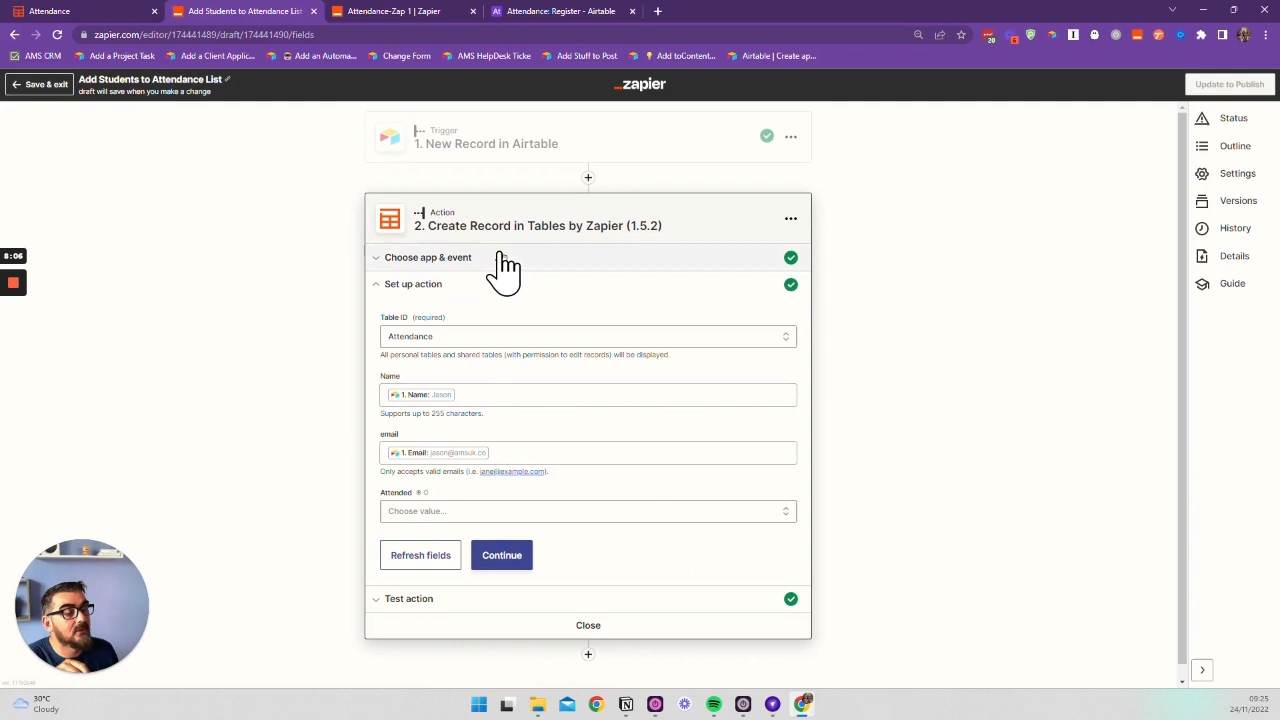 Attendance
Add Students to Attendance List
Attendance-Zap 1 | Zapier
Attendance: Register - Airtable
zapier.com/editor/174441489/draft/174441490/fields
AMS CRM
Add a Project Task
Add a Client Applic...
Add an Automa...
Change Form
AMS HelpDesk Ticke
Add Stuff to Post
Add toContent...
Airtable | Create ap...
Save & exit
Add Students to Attendance List
draft will save when you make a change
zapier
Update to Publish
Trigger
1. New Record in Airtable
Action
2. Create Record in Tables by Zapier (1.5.2)
Choose app & event
Set up action
Table ID (required)
Attendance
All personal tables and shared tables (with permission to edit records) will be displayed.
Name
1. Name: Jason
Supports up to 255 characters.
email
1. Email: jason@amsuk.co
Only accepts valid emails (i.e. jane@example.com).
Attended
Choose value...
Refresh fields
Continue
Test action
Close
Status
Outline
Settings
Versions
History
Details
Guide
8:06
30°C
Cloudy
09:25
24/11/2022